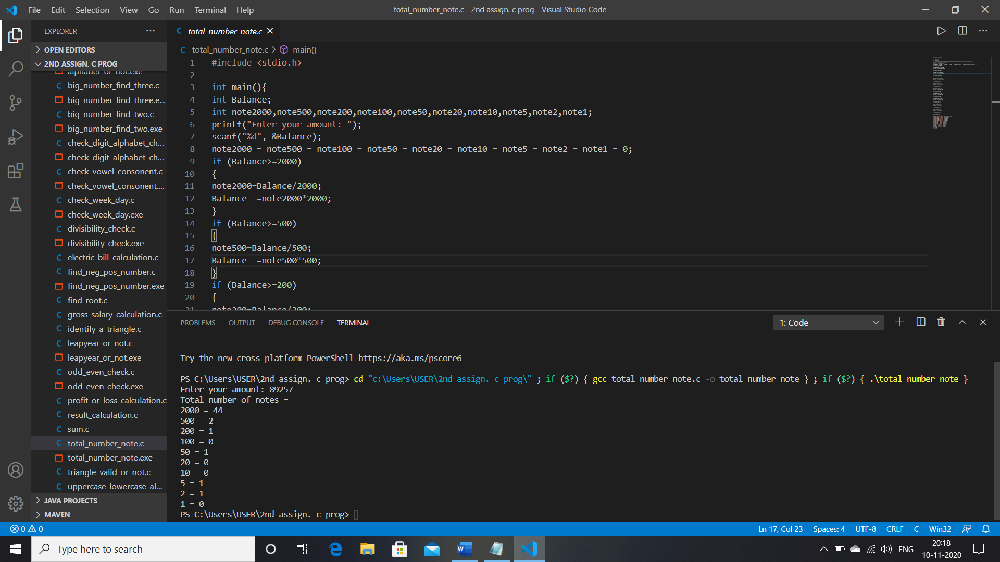 File Edit Selection View Go Run Terminal Help
total_number_note.c - 2nd assign. c prog - Visual Studio Code
EXPLORER
OPEN EDITORS
2ND ASSIGN. C PROG
alphabet_or_not.exe
big_number_find_three.c
big_number_find_three.e...
big_number_find_two.c
big_number_find_two.exe
check_digit_alphabet_ch...
check_digit_alphabet_ch...
check_vowel_consonent.c
check_vowel_consonent....
check_week_day.c
check_week_day.exe
divisibility_check.c
divisibility_check.exe
electric_bill_calculation.c
find_neg_pos_number.c
find_neg_pos_number.exe
find_root.c
gross_salary_calculation.c
identify_a_triangle.c
leapyear_or_not.c
leapyear_or_not.exe
odd_even_check.c
odd_even_check.exe
profit_or_loss_calculation.c
result_calculation.c
sum.c
total_number_note.c
total_number_note.exe
triangle_valid_or_not.c
uppercase_lowercase_al...
JAVA PROJECTS
MAVEN
C total_number_note.c
C total_number_note.c > main()
1 #include <stdio.h>
2
3 int main(){
4 int Balance;
5 int note2000,note500,note200,note100,note50,note20,note10,note5,note2,note1;
6 printf("Enter your amount: ");
7 scanf("%d", &Balance);
8 note2000 = note500 = note100 = note50 = note20 = note10 = note5 = note2 = note1 = 0;
9 if (Balance>=2000)
10 {
11 note2000=Balance/2000;
12 Balance -=note2000*2000;
13 }
14 if (Balance>=500)
15 {
16 note500=Balance/500;
17 Balance -=note500*500;
18 }
19 if (Balance>=200)
20 {
21 note200=Balance/200;
PROBLEMS OUTPUT DEBUG CONSOLE TERMINAL
1: Code
Try the new cross-platform PowerShell https://aka.ms/pscore6
PS C:\Users\USER\2nd assign. c prog> cd "c:\Users\USER\2nd assign. c prog\" ; if ($?) { gcc total_number_note.c -o total_number_note } ; if ($?) { .\total_number_note }
Enter your amount: 89257
Total number of notes =
2000 = 44
500 = 2
200 = 1
100 = 0
50 = 1
20 = 0
10 = 0
5 = 1
2 = 1
1 = 0
PS C:\Users\USER\2nd assign. c prog>
0 0
Ln 17, Col 23 Spaces: 4 UTF-8 CRLF C Win32
Type here to search
ENG
20:18
10-11-2020